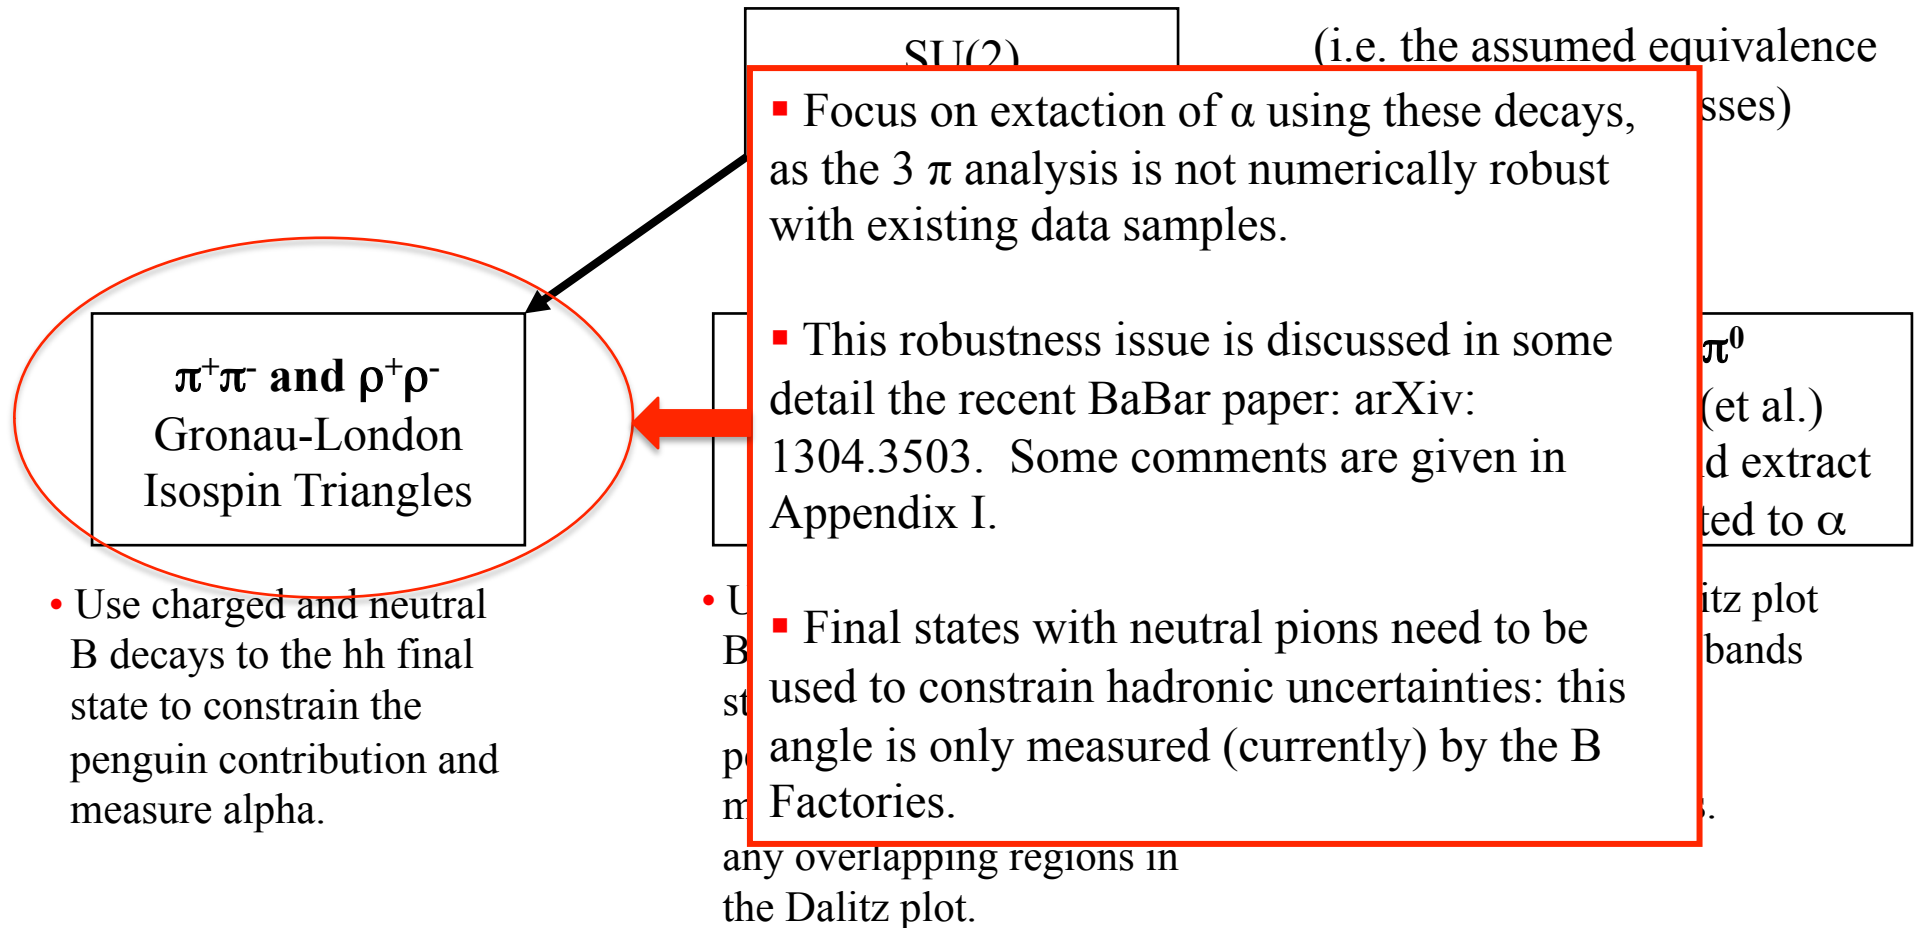 SU(2)
(i.e. the assumed equivalence
sses)
▪ Focus on extaction of α using these decays,
as the 3 π analysis is not numerically robust
with existing data samples.
▪ This robustness issue is discussed in some
detail the recent BaBar paper: arXiv:
1304.3503. Some comments are given in
Appendix I.
▪ Final states with neutral pions need to be
used to constrain hadronic uncertainties: this
angle is only measured (currently) by the B
Factories.
π⁺π⁻ and ρ⁺ρ⁻
Gronau-London
Isospin Triangles
π⁰
(et al.)
d extract
ted to α
• Use charged and neutral
B decays to the hh final
state to constrain the
penguin contribution and
measure alpha.
• U
B
st
pe
m
any overlapping regions in
the Dalitz plot.
itz plot
bands